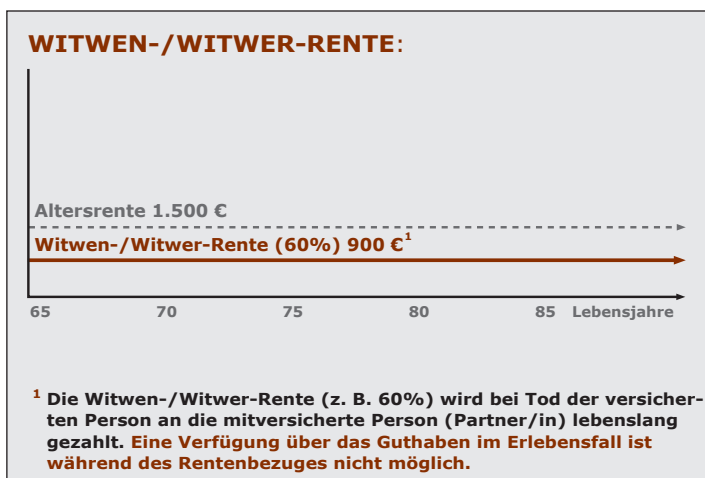 WITWEN-/WITWER-RENTE:
Altersrente 1.500 €
Witwen-/Witwer-Rente (60%) 900 €¹
65 70 75 80 85 Lebensjahre
¹ Die Witwen-/Witwer-Rente (z. B. 60%) wird bei Tod der versicher-
ten Person an die mitversicherte Person (Partner/in) lebenslang
gezahlt. Eine Verfügung über das Guthaben im Erlebensfall ist
während des Rentenbezuges nicht möglich.